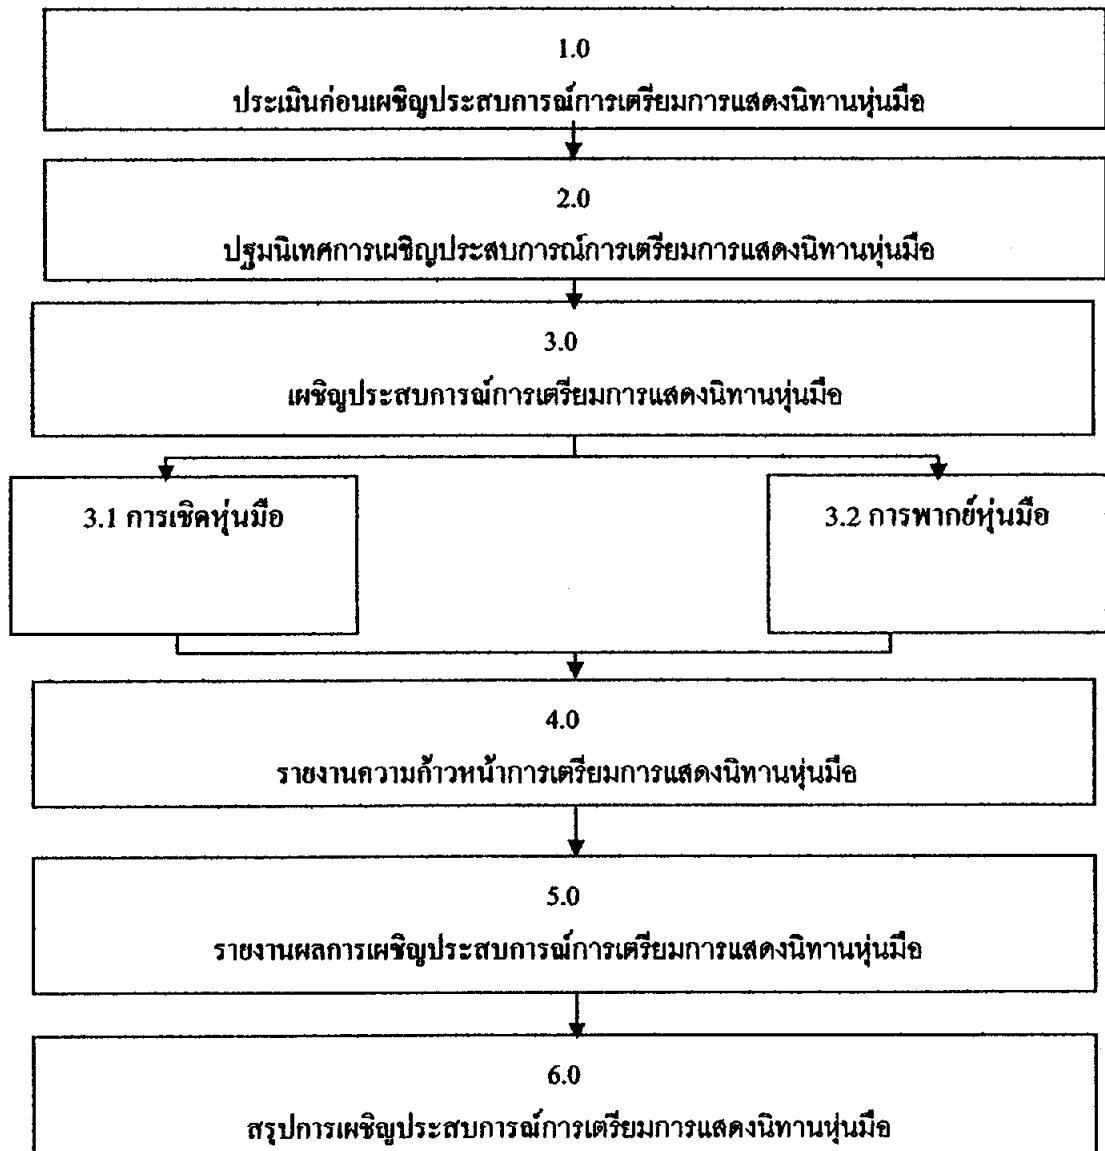 1.0
ประเมินก่อนเผชิญประสบการณ์การเตรียมการแสดงนิทานหุ่นมือ
2.0
ปฐมนิเทศการเผชิญประสบการณ์การเตรียมการแสดงนิทานหุ่นมือ
3.0
เผชิญประสบการณ์การเตรียมการแสดงนิทานหุ่นมือ
3.1 การเชิดหุ่นมือ
3.2 การพากย์หุ่นมือ
4.0
รายงานความก้าวหน้าการเตรียมการแสดงนิทานหุ่นมือ
5.0
รายงานผลการเผชิญประสบการณ์การเตรียมการแสดงนิทานหุ่นมือ
6.0
สรุปการเผชิญประสบการณ์การเตรียมการแสดงนิทานหุ่นมือ